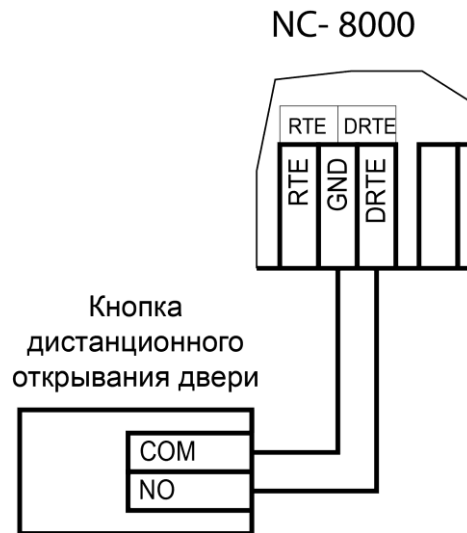 NC- 8000
RTE DRTE
RTE GND DRTE
Кнопка
дистанционного
открывания двери
COM
NO